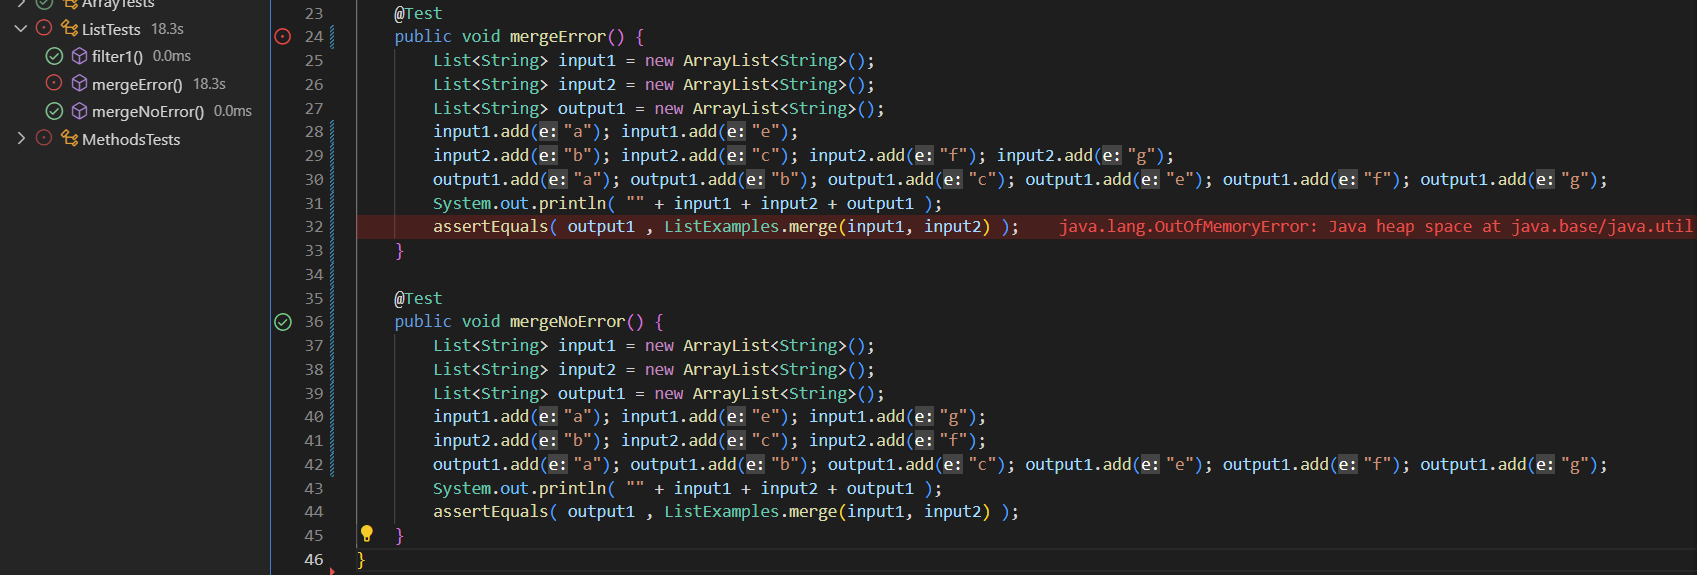 ArrayTests
ListTests 18.3s
filter1() 0.0ms
mergeError() 18.3s
mergeNoError() 0.0ms
MethodsTests
23 @Test
24 public void mergeError() {
25 List<String> input1 = new ArrayList<String>();
26 List<String> input2 = new ArrayList<String>();
27 List<String> output1 = new ArrayList<String>();
28 input1.add(e: "a"); input1.add(e: "e");
29 input2.add(e: "b"); input2.add(e: "c"); input2.add(e: "f"); input2.add(e: "g");
30 output1.add(e: "a"); output1.add(e: "b"); output1.add(e: "c"); output1.add(e: "e"); output1.add(e: "f"); output1.add(e: "g");
31 System.out.println( "" + input1 + input2 + output1 );
32 assertEquals( output1 , ListExamples.merge(input1, input2) ); java.lang.OutOfMemoryError: Java heap space at java.base/java.util
33 }
34
35 @Test
36 public void mergeNoError() {
37 List<String> input1 = new ArrayList<String>();
38 List<String> input2 = new ArrayList<String>();
39 List<String> output1 = new ArrayList<String>();
40 input1.add(e: "a"); input1.add(e: "e"); input1.add(e: "g");
41 input2.add(e: "b"); input2.add(e: "c"); input2.add(e: "f");
42 output1.add(e: "a"); output1.add(e: "b"); output1.add(e: "c"); output1.add(e: "e"); output1.add(e: "f"); output1.add(e: "g");
43 System.out.println( "" + input1 + input2 + output1 );
44 assertEquals( output1 , ListExamples.merge(input1, input2) );
45 }
46 }